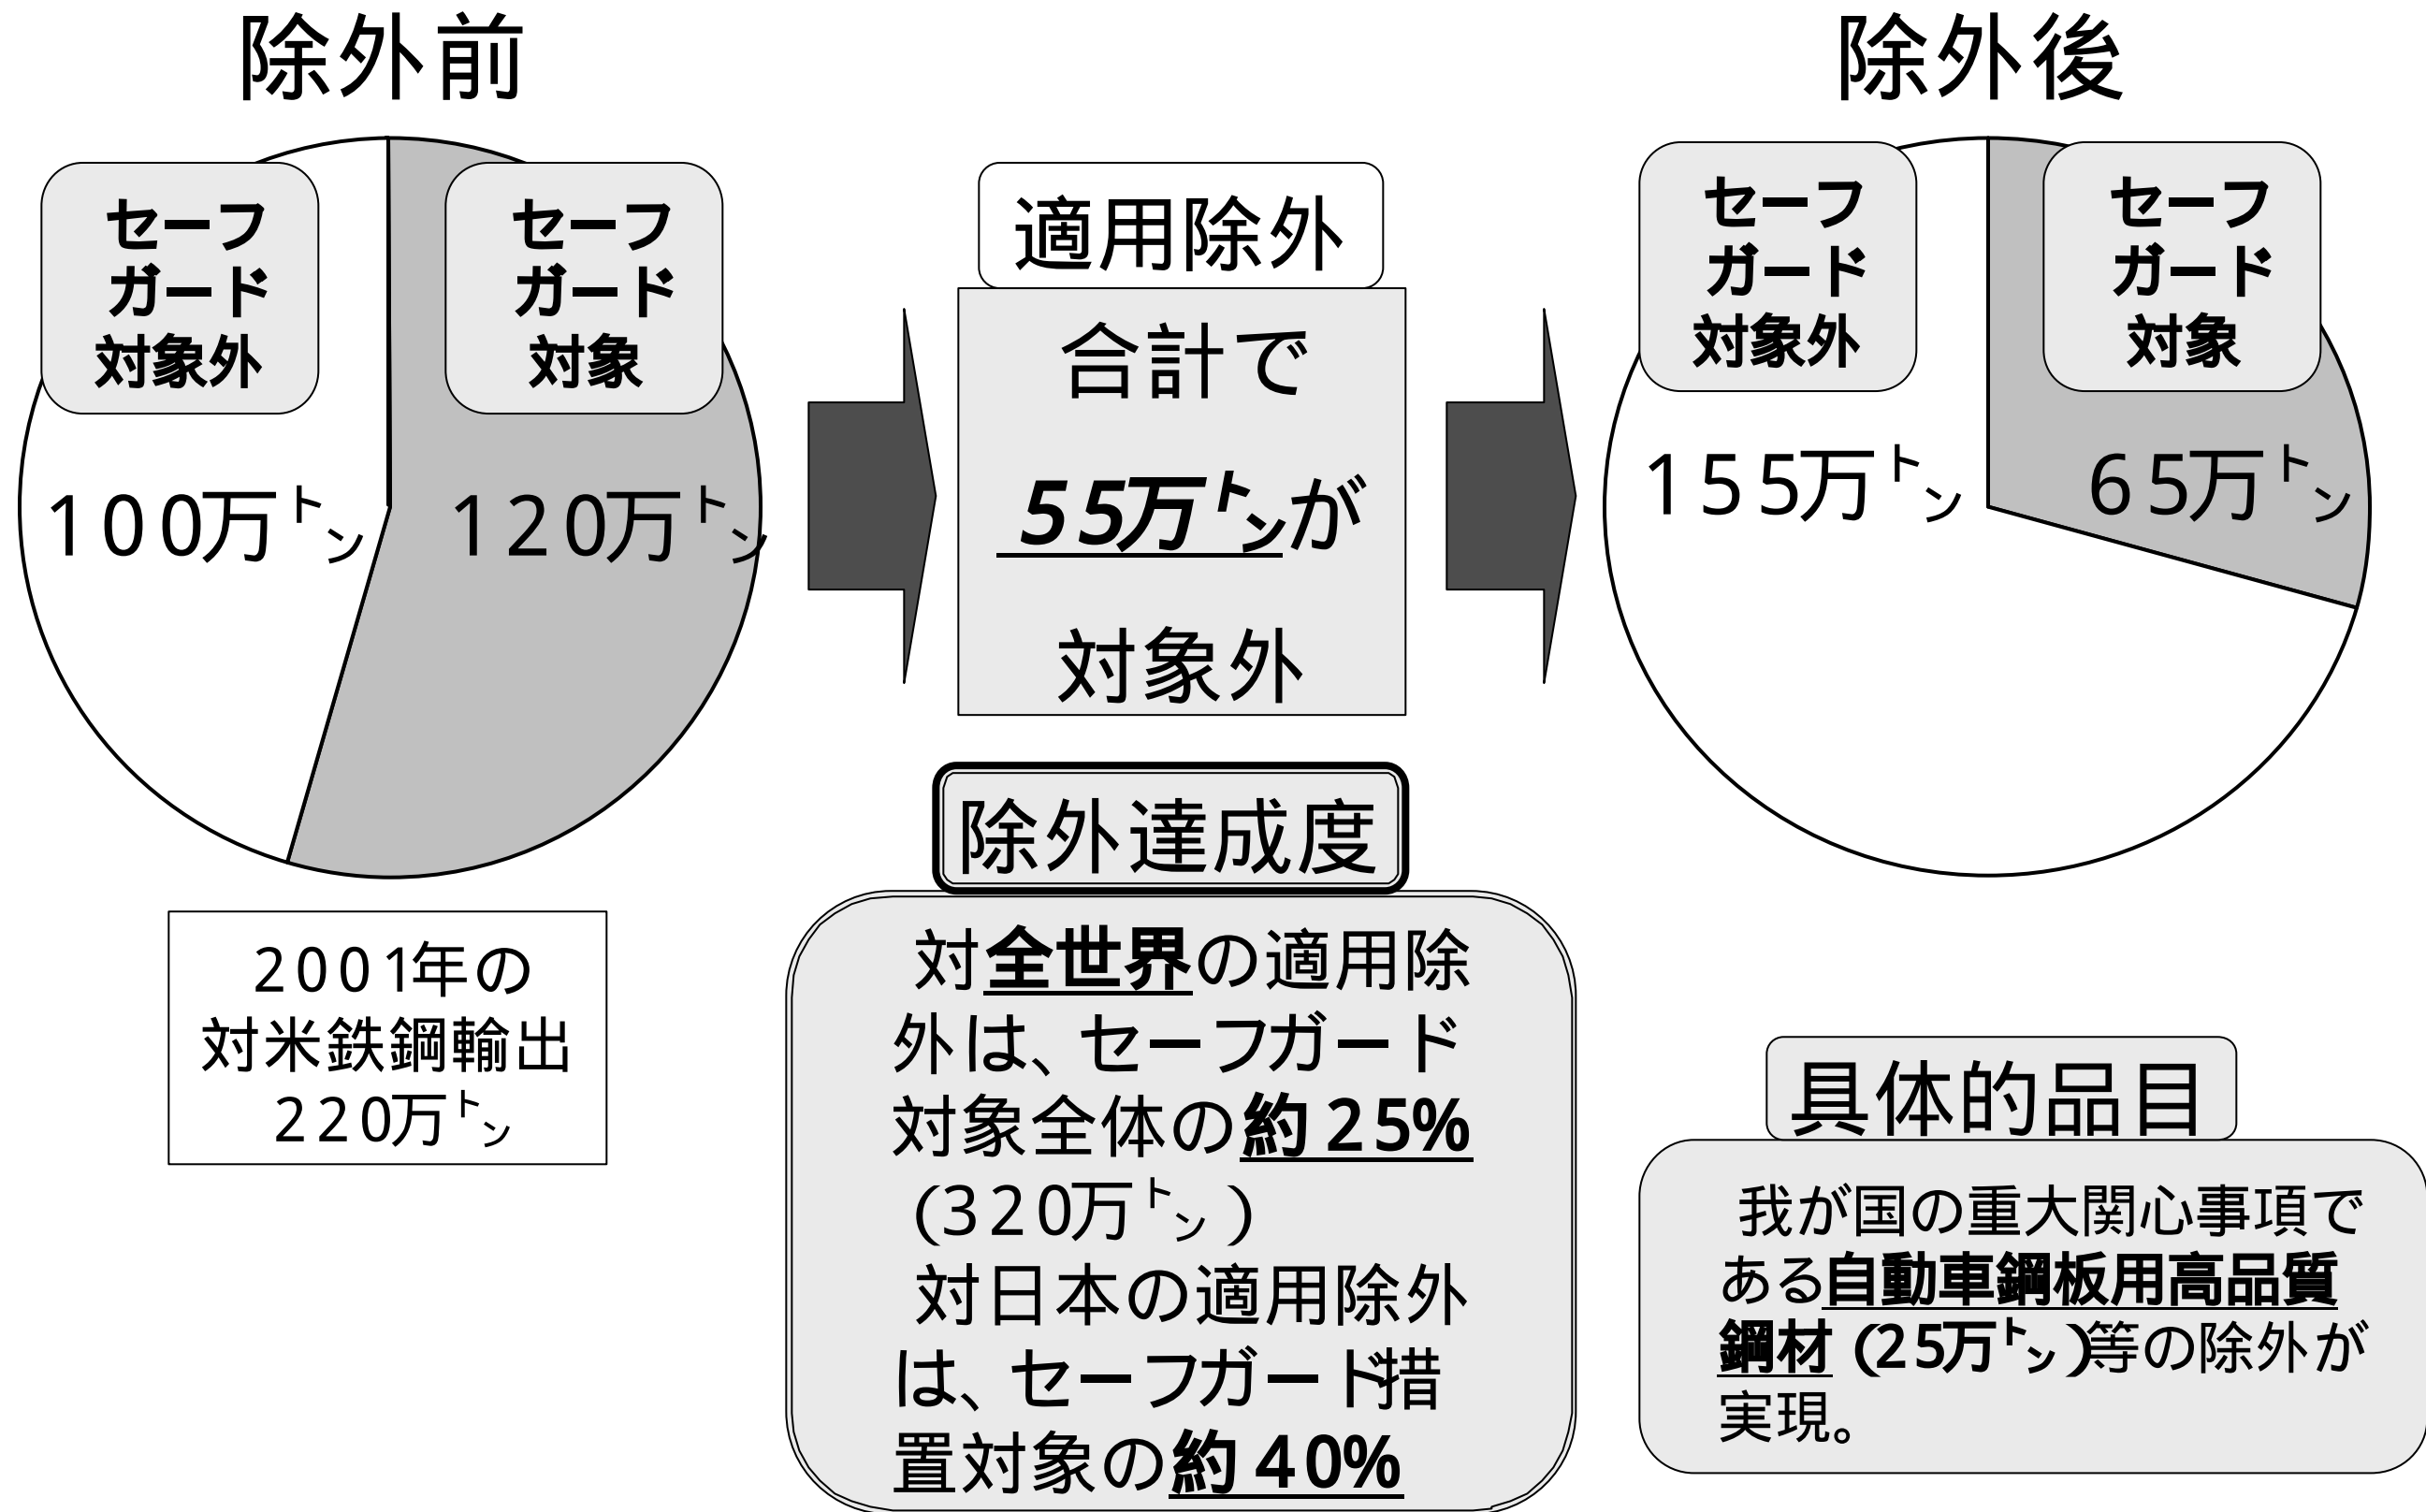 除外前
セーフ
ガード
対象外
セーフ
ガード
対象
100万トン
120万トン
2001年の
対米鉄鋼輸出
220万トン
適用除外
合計で
55万トンが
対象外
除外達成度
対全世界の適用除
外は、セーフガード
対象全体の約25%
(320万トン)
対日本の適用除外
は、セーフガード措
置対象の約40%
除外後
セーフ
ガード
対象外
セーフ
ガード
対象
155万トン
65万トン
具体的品目
我が国の重大関心事項で
ある自動車鋼板用高品質
鋼材(25万トン)等の除外が
実現。